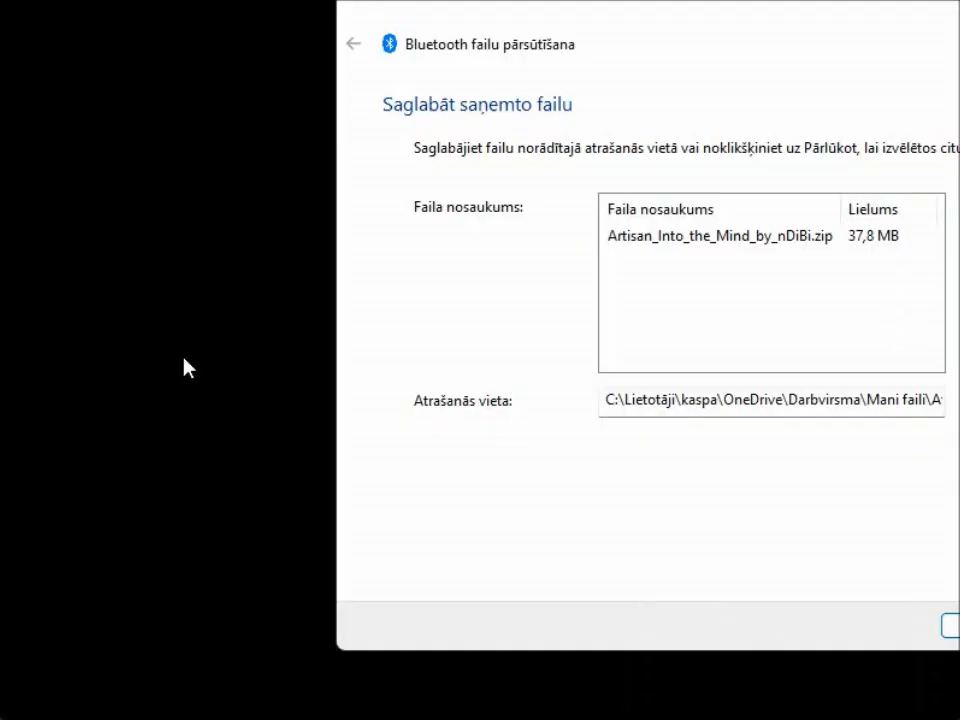 Bluetooth failu pārsūtīšana
Saglabāt saņemto failu
Saglabājiet failu norādītajā atrašanās vietā vai noklikšķiniet uz Pārlūkot, lai izvēlētos
Faila nosaukums:
Faila nosaukums Lielums
Artisan_Into_the_Mind_by_nDiBi.zip 37,8 MB
Atrašanās vieta: C:\Lietotāji\kaspa\OneDrive\Darbvirsma\Mani faili\A